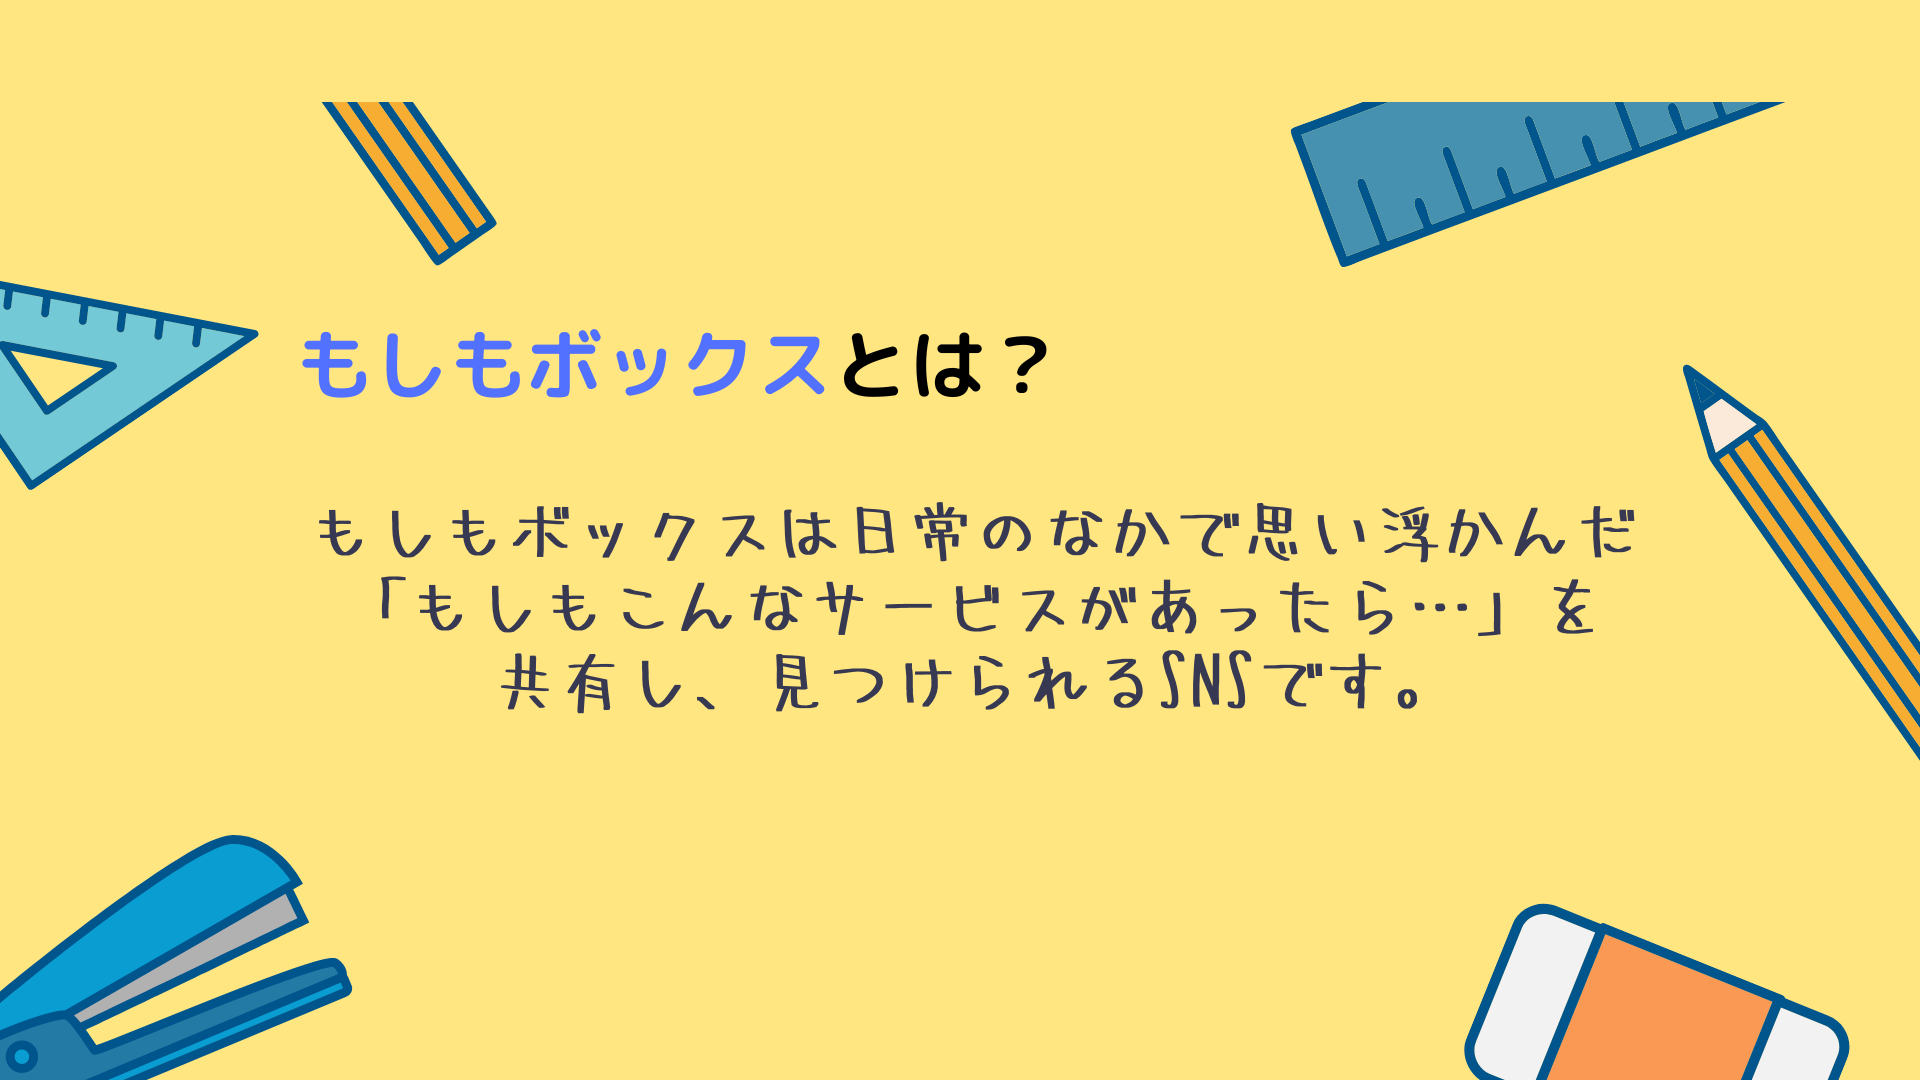 もしもボックスとは？
もしもボックスは日常のなかで思い浮かんだ
「もしもこんなサービスがあったら…」を
共有し、見つけられるSNSです。